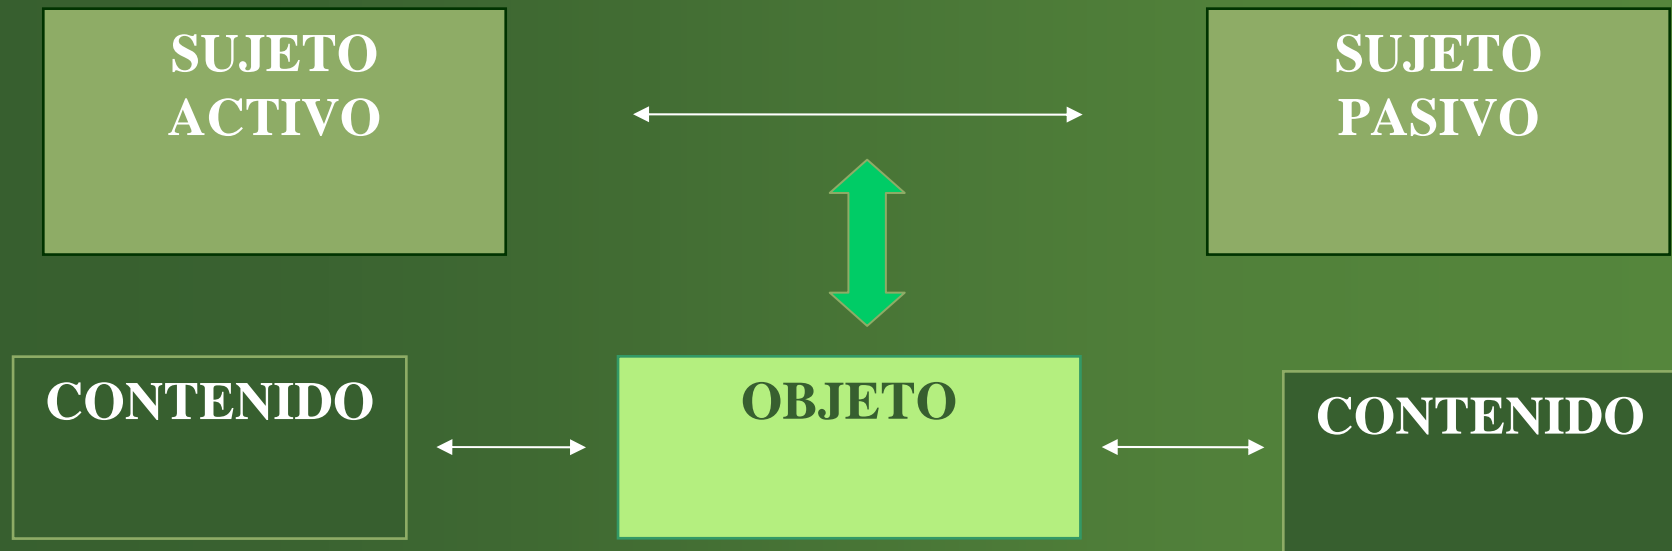 SUJETO
ACTIVO
SUJETO
PASIVO
CONTENIDO
OBJETO
CONTENIDO